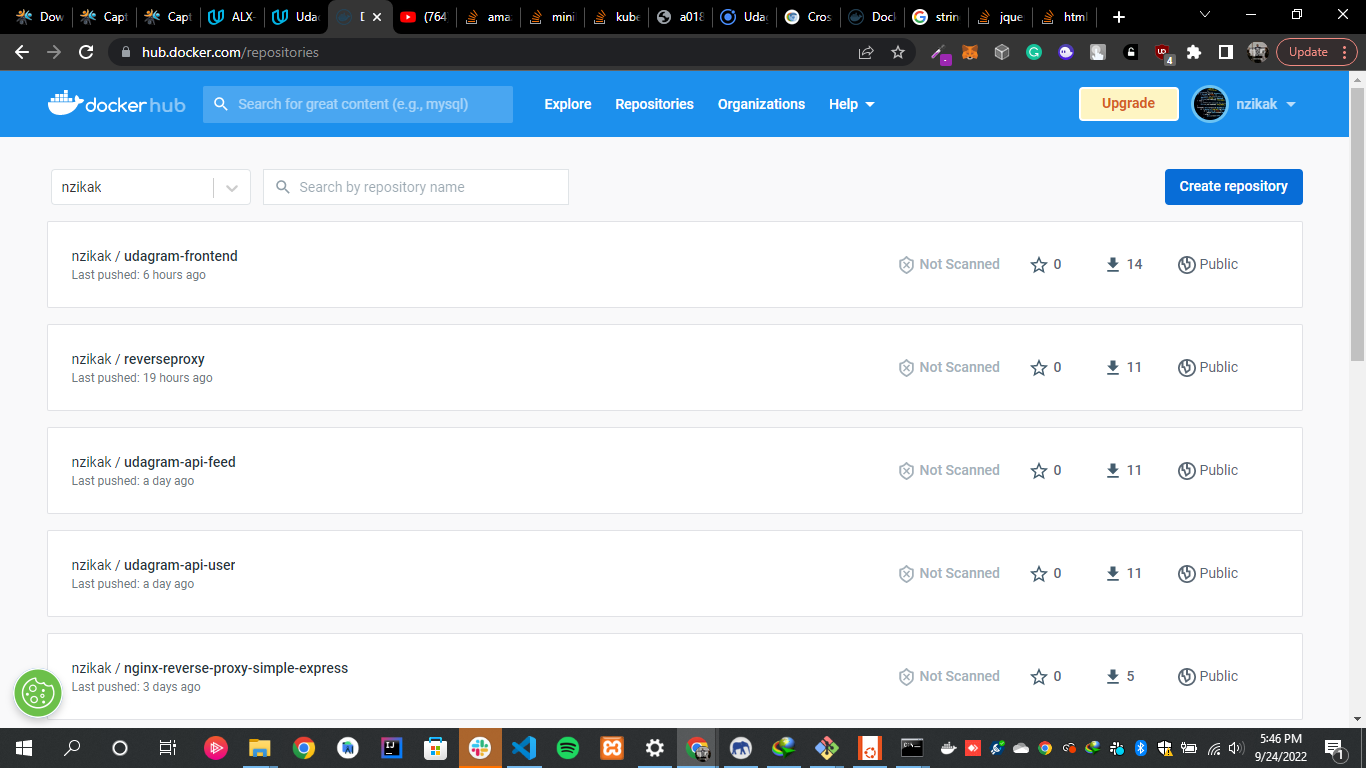 Dow
Capt
Capt
ALX-
Uda
D
(764
ama
mini
kube
a018
Uda
Cros
Dock
strin
jque
html
hub.docker.com/repositories
Update
4
docker hub
Search for great content (e.g., mysql)
Explore
Repositories
Organizations
Help
Upgrade
nzikak
nzikak
Search by repository name
Create repository
nzikak / udagram-frontend
Last pushed: 6 hours ago
Not Scanned
0
14
Public
nzikak / reverseproxy
Last pushed: 19 hours ago
Not Scanned
0
11
Public
nzikak / udagram-api-feed
Last pushed: a day ago
Not Scanned
0
11
Public
nzikak / udagram-api-user
Last pushed: a day ago
Not Scanned
0
11
Public
nzikak / nginx-reverse-proxy-simple-express
Last pushed: 3 days ago
Not Scanned
0
5
Public
5:46 PM
9/24/2022
1